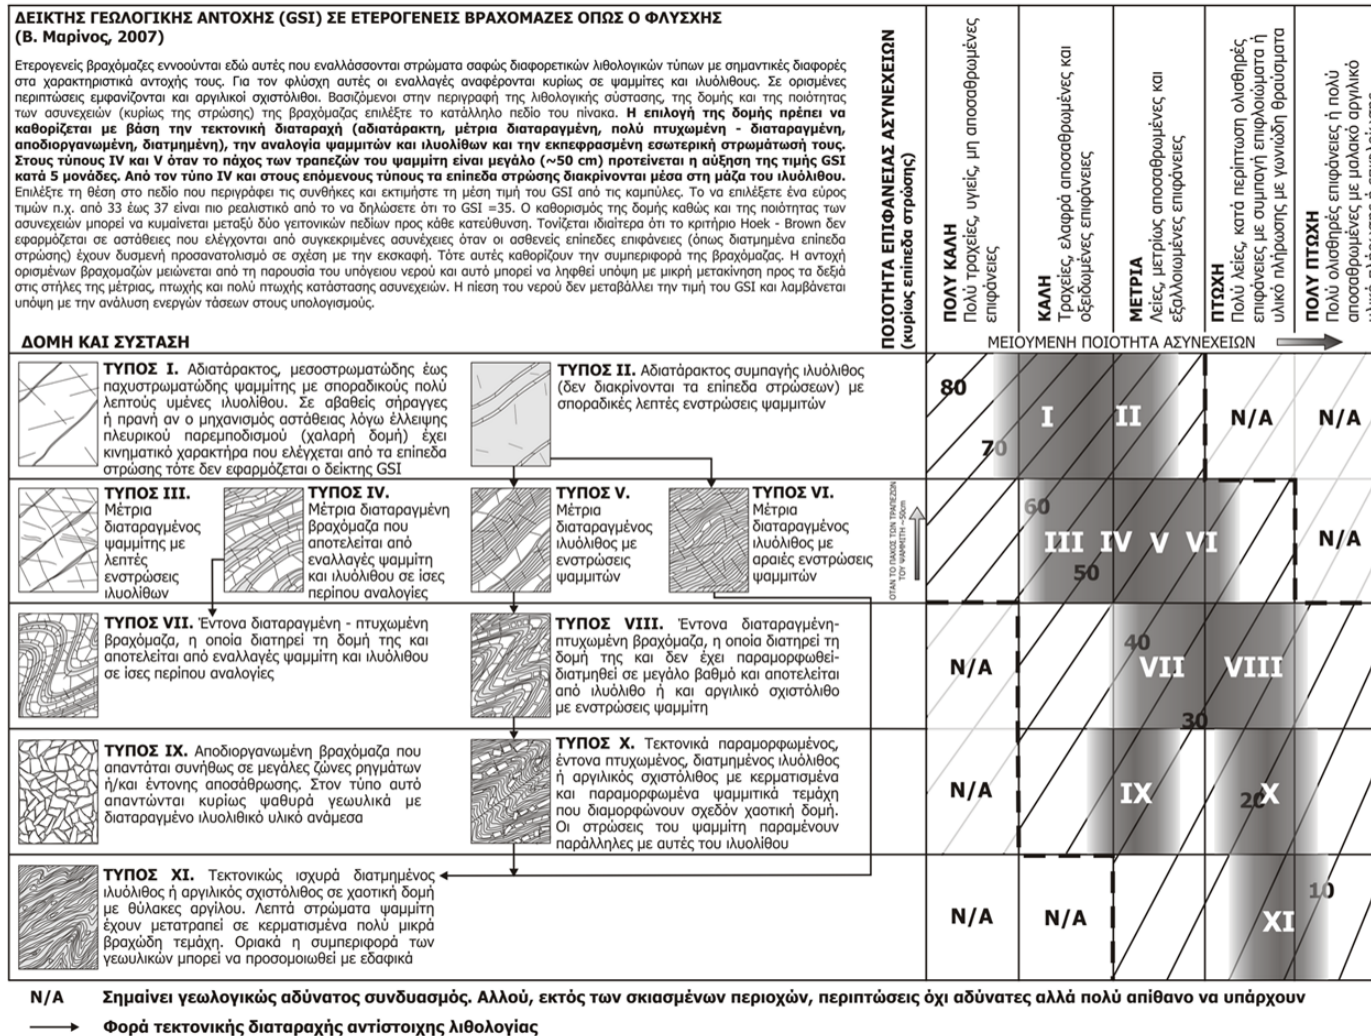 ΔΕΙΚΤΗΣ ΓΕΩΛΟΓΙΚΗΣ ΑΝΤΟΧΗΣ (GSI) ΣΕ ΕΤΕΡΟΓΕΝΕΙΣ ΒΡΑΧΟΜΑΖΕΣ ΟΠΩΣ Ο ΦΛΥΣΧΗΣ
(Β. Μαρίνος, 2007)
Ετερογενείς βραχόμαζες εννοούνται εδώ αυτές που εναλλάσσονται στρώματα σαφώς διαφορετικών λιθολογικών τύπων με σημαντικές διαφορές
στα χαρακτηριστικά αντοχής τους. Για τον φλύσχη αυτές οι εναλλαγές αναφέρονται κυρίως σε ψαμμίτες και ιλυόλιθους. Σε ορισμένες
περιπτώσεις εμφανίζονται και αργιλικοί σχιστόλιθοι. Βασιζόμενοι στην περιγραφή της λιθολογικής σύστασης, της δομής και της ποιότητας
των ασυνεχειών (κυρίως της στρώσης) της βραχόμαζας επιλέξτε το κατάλληλο πεδίο του πίνακα. Η επιλογή της δομής πρέπει να
καθορίζεται με βάση την τεκτονική διαταραχή (αδιατάρακτη, μέτρια διαταραγμένη, πολύ πτυχωμένη - διαταραγμένη,
αποδιοργανωμένη, διατμημένη), την αναλογία ψαμμιτών και ιλυολίθων και την εκπεφρασμένη εσωτερική στρωμάτωσή τους.
Στους τύπους IV και V όταν το πάχος των τραπεζών του ψαμμίτη είναι μεγάλο (~50 cm) προτείνεται η αύξηση της τιμής GSI
κατά 5 μονάδες. Από τον τύπο IV και στους επόμενους τύπους τα επίπεδα στρώσης διακρίνονται μέσα στη μάζα του ιλυόλιθου.
Επιλέξτε τη θέση στο πεδίο που περιγράφει τις συνθήκες και εκτιμήστε τη μέση τιμή του GSI από τις καμπύλες. Το να επιλέξετε ένα εύρος
τιμών π.χ. από 33 έως 37 είναι πιο ρεαλιστικό από το να δηλώσετε ότι το GSI =35. Ο καθορισμός της δομής καθώς και της ποιότητας των
ασυνεχειών μπορεί να κυμαίνεται μεταξύ δύο γειτονικών πεδίων προς κάθε κατεύθυνση. Τονίζεται ιδιαίτερα ότι το κριτήριο Hoek - Brown δεν
εφαρμόζεται σε αστάθειες που ελέγχονται από συγκεκριμένες ασυνέχειες όταν οι ασθενείς επίπεδες επιφάνειες (όπως διατμημένα επίπεδα
στρώσης) έχουν δυσμενή προσανατολισμό σε σχέση με την εκσκαφή. Τότε αυτές καθορίζουν την συμπεριφορά της βραχόμαζας. Η αντοχή
ορισμένων βραχομαζών μειώνεται από τη παρουσία του υπόγειου νερού και αυτό μπορεί να ληφθεί υπόψη με μικρή μετακίνηση προς τα δεξιά
στις στήλες της μέτριας, πτωχής και πολύ πτωχής κατάστασης ασυνεχειών. Η πίεση του νερού δεν μεταβάλλει την τιμή του GSI και λαμβάνεται
υπόψη με την ανάλυση ενεργών τάσεων στους υπολογισμούς.
ΔΟΜΗ ΚΑΙ ΣΥΣΤΑΣΗ
ΠΟΙΟΤΗΤΑ ΕΠΙΦΑΝΕΙΑΣ ΑΣΥΝΕΧΕΙΩΝ
(κυρίως επίπεδα στρώσης)
ΠΟΛΥ ΚΑΛΗ
Πολύ τραχείες, υγιείς, μη αποσαθρωμένες
επιφάνειες
ΚΑΛΗ
Τραχείες, ελαφρά αποσαθρωμένες και
οξειδωμένες επιφάνειες
ΜΕΤΡΙΑ
Λείες, μετρίως αποσαθρωμένες και
εξαλλοιωμένες επιφάνειες
ΠΤΩΧΗ
Πολύ λείες, κατά περίπτωση ολισθηρές
επιφάνειες με συμπαγή επιφλοιώματα ή
υλικό πλήρωσης με γωνιώδη θραύσματα
ΠΟΛΥ ΠΤΩΧΗ
Πολύ ολισθηρές επιφάνειες ή πολύ
αποσαθρωμένες με μαλακό αργιλικό
ΜΕΙΟΥΜΕΝΗ ΠΟΙΟΤΗΤΑ ΑΣΥΝΕΧΕΙΩΝ
ΤΥΠΟΣ I. Αδιατάρακτος, μεσοστρωματώδης έως
παχυστρωματώδης ψαμμίτης με σποραδικούς πολύ
λεπτούς υμένες ιλυολίθου. Σε αβαθείς σήραγγες
ή πρανή αν ο μηχανισμός αστάθειας λόγω έλλειψης
πλευρικού παρεμποδισμού (χαλαρή δομή) έχει
κινηματικό χαρακτήρα που ελέγχεται από τα επίπεδα
στρώσης τότε δεν εφαρμόζεται ο δείκτης GSI
ΤΥΠΟΣ II. Αδιατάρακτος συμπαγής ιλυόλιθος
(δεν διακρίνονται τα επίπεδα στρώσεων) με
σποραδικές λεπτές ενστρώσεις ψαμμιτών
80
70
I
II
N/A
N/A
ΤΥΠΟΣ III.
Μέτρια
διαταραγμένος
ψαμμίτης με
λεπτές
ενστρώσεις
ιλυολίθων
ΤΥΠΟΣ IV.
Μέτρια διαταραγμένη
βραχόμαζα που
αποτελείται από
εναλλαγές ψαμμίτη
και ιλυόλιθου σε ίσες
περίπου αναλογίες
ΤΥΠΟΣ V.
Μέτρια
διαταραγμένος
ιλυόλιθος με
ενστρώσεις
ψαμμιτών
ΤΥΠΟΣ VI.
Μέτρια
διαταραγμένος
ιλυόλιθος με
αραιές ενστρώσεις
ψαμμιτών
ΟΤΑΝ ΤΟ ΠΑΧΟΣ ΤΩΝ ΤΡΑΠΕΖΩΝ
ΤΟΥ ΨΑΜΜΙΤΗ ~50cm
60
III IV V VI
50
N/A
ΤΥΠΟΣ VII. Έντονα διαταραγμένη - πτυχωμένη
βραχόμαζα, η οποία διατηρεί τη δομή της και
αποτελείται από εναλλαγές ψαμμίτη και ιλυόλιθου
σε ίσες περίπου αναλογίες
ΤΥΠΟΣ VIII. Έντονα διαταραγμένη-
πτυχωμένη βραχόμαζα, η οποία διατηρεί τη
δομή της και δεν έχει παραμορφωθεί-
διατμηθεί σε μεγάλο βαθμό και αποτελείται
από ιλυόλιθο ή και αργιλικό σχιστόλιθο
με ενστρώσεις ψαμμίτη
N/A
40
VII
VIII
30
ΤΥΠΟΣ IX. Αποδιοργανωμένη βραχόμαζα που
απαντάται συνήθως σε μεγάλες ζώνες ρηγμάτων
ή/και έντονης αποσάθρωσης. Στον τύπο αυτό
απαντώνται κυρίως ψαθυρά γεωυλικά με
διαταραγμένο ιλυολιθικό υλικό ανάμεσα
ΤΥΠΟΣ X. Τεκτονικά παραμορφωμένος,
έντονα πτυχωμένος, διατμημένος ιλυόλιθος
ή αργιλικός σχιστόλιθος με κερματισμένα
και παραμορφωμένα ψαμμιτικά τεμάχη
που διαμορφώνουν σχεδόν χαοτική δομή.
Οι στρώσεις του ψαμμίτη παραμένουν
παράλληλες με αυτές του ιλυολίθου
N/A
IX
20
X
ΤΥΠΟΣ XI. Τεκτονικώς ισχυρά διατμημένος
ιλυόλιθος ή αργιλικός σχιστόλιθος σε χαοτική δομή
με θύλακες αργίλου. Λεπτά στρώματα ψαμμίτη
έχουν μετατραπεί σε κερματισμένα πολύ μικρά
βραχώδη τεμάχη. Οριακά η συμπεριφορά των
γεωυλικών μπορεί να προσομοιωθεί με εδαφικά
N/A
N/A
XI
10
N/A Σημαίνει γεωλογικώς αδύνατος συνδυασμός. Αλλού, εκτός των σκιασμένων περιοχών, περιπτώσεις όχι αδύνατες αλλά πολύ απίθανο να υπάρχουν
Φορά τεκτονικής διαταραχής αντίστοιχης λιθολογίας